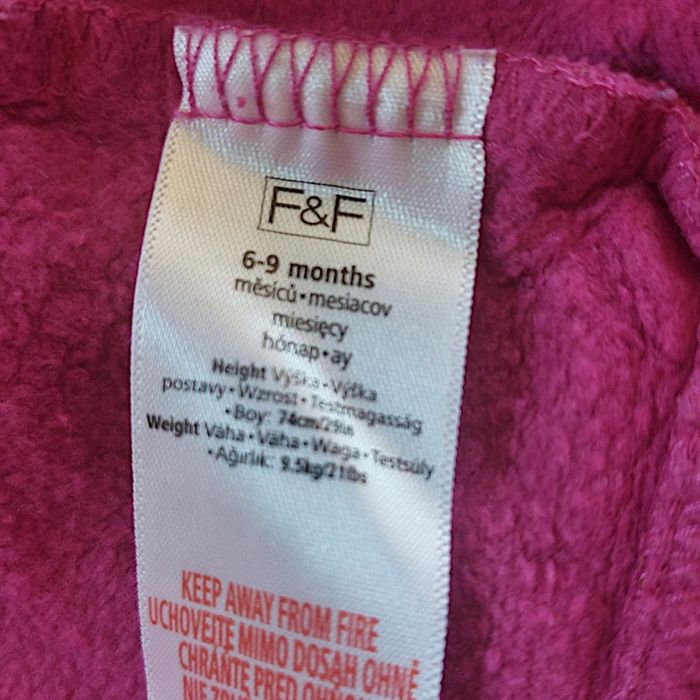 F&F
6-9 months
měsíců • mesiacov
miesięcy
hónap • ay
Height Výška • Výška
postavy • Wzrost • Testmagasság
• Boy: 74cm/29in
Weight Váha • Váha • Waga • Testsúly
• Ağırlık: 9.5kg/21lbs
KEEP AWAY FROM FIRE
UCHOVEJTE MIMO DOSAH OHNĚ
CHRÁŇTE PRED
NIE